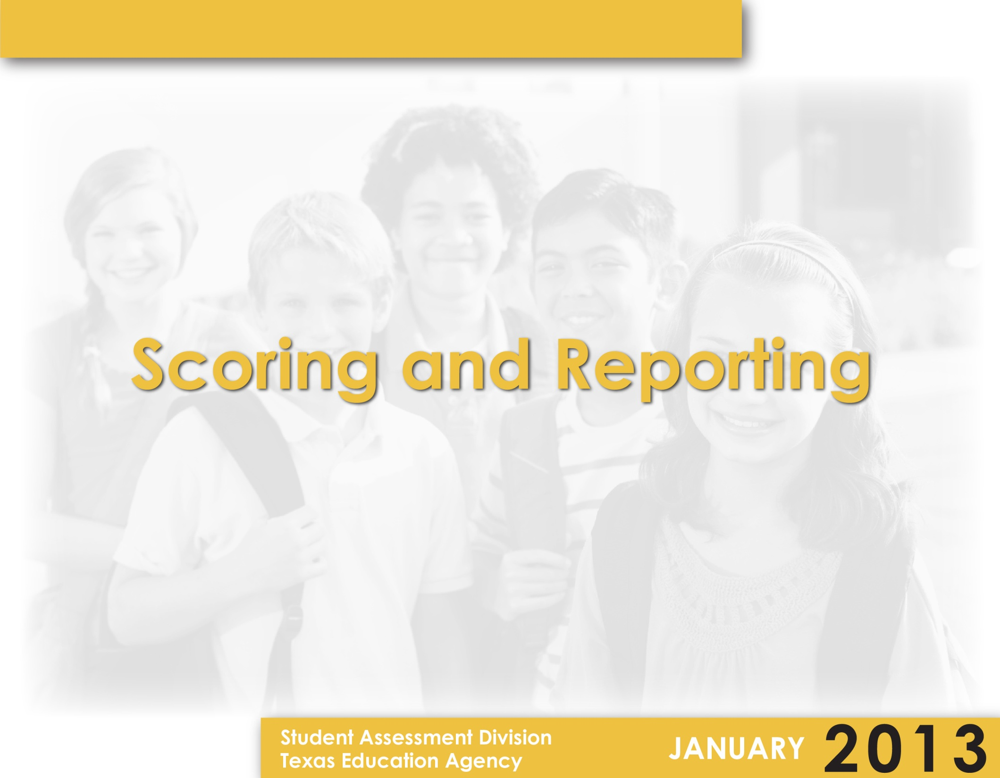 Scoring and Reporting
Student Assessment Division
Texas Education Agency
JANUARY 2013